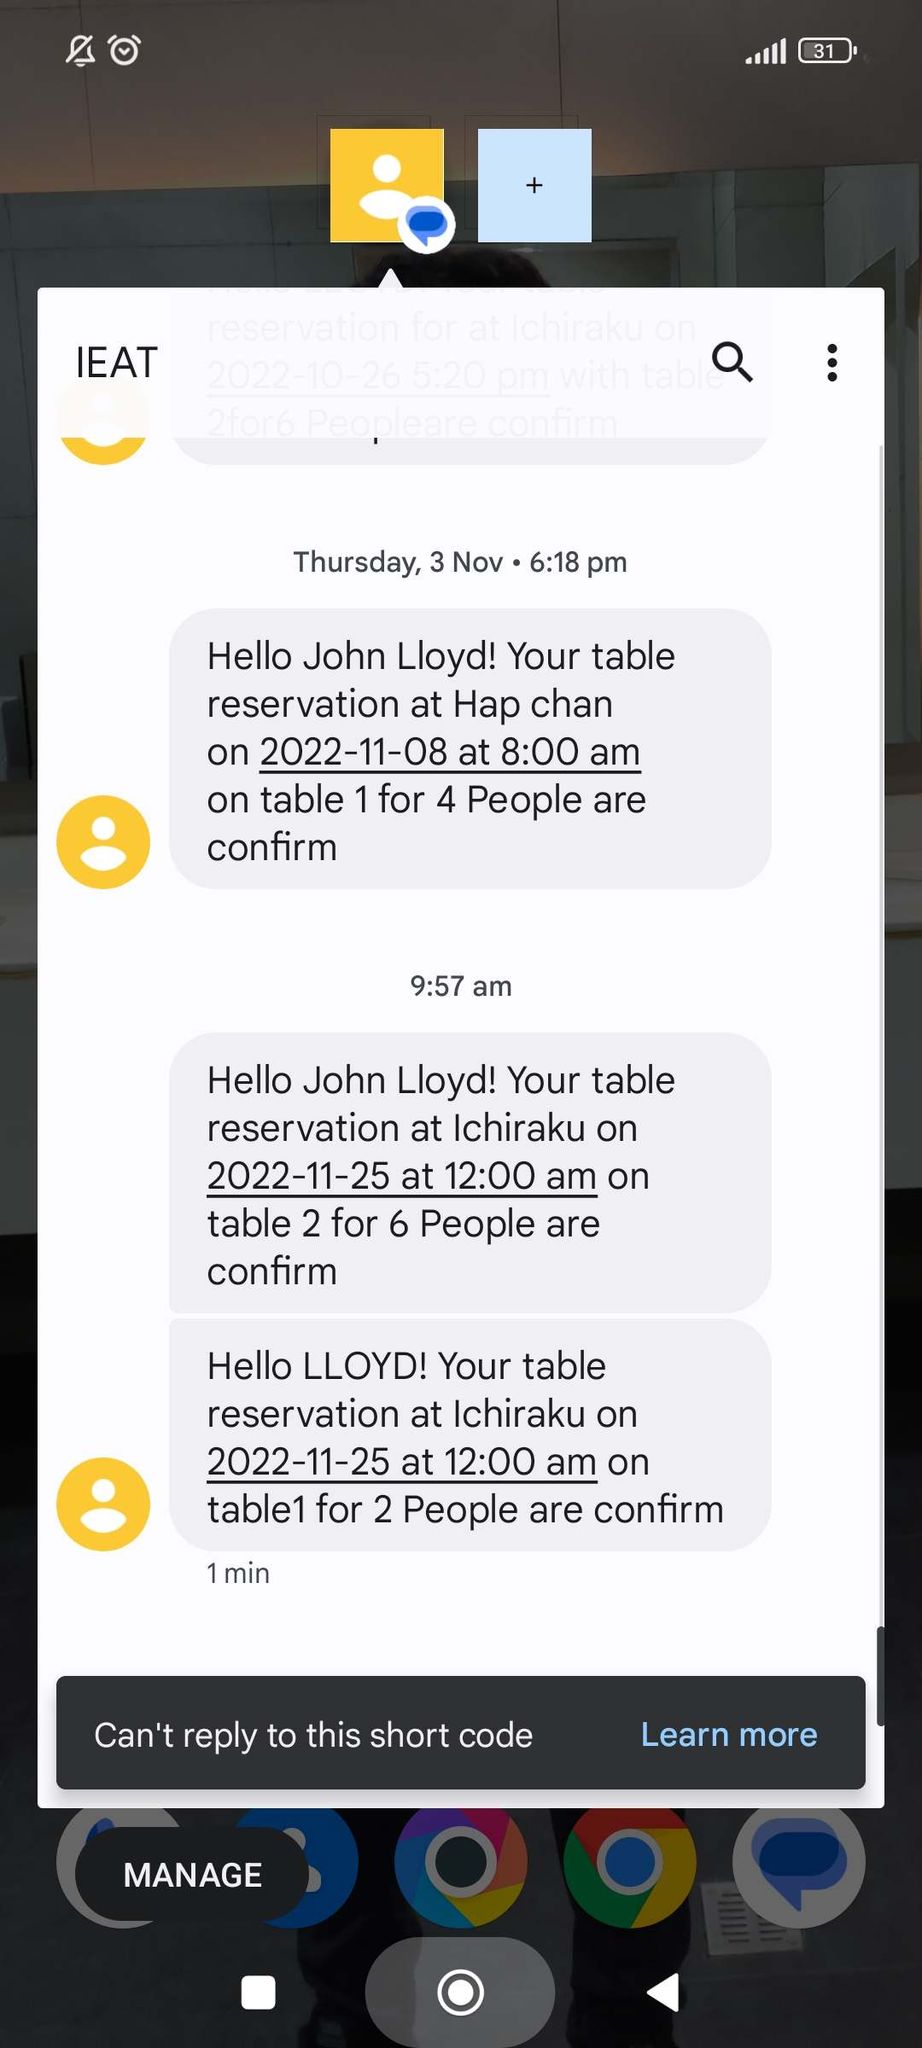 31
+
IEAT
reservation for at Ichiraku on
2022-10-26 5:20 pm with table
2for6 Peopleare confirm
Thursday, 3 Nov • 6:18 pm
Hello John Lloyd! Your table
reservation at Hap chan
on 2022-11-08 at 8:00 am
on table 1 for 4 People are
confirm
9:57 am
Hello John Lloyd! Your table
reservation at Ichiraku on
2022-11-25 at 12:00 am on
table 2 for 6 People are
confirm
Hello LLOYD! Your table
reservation at Ichiraku on
2022-11-25 at 12:00 am on
table1 for 2 People are confirm
1 min
Can't reply to this short code
Learn more
MANAGE